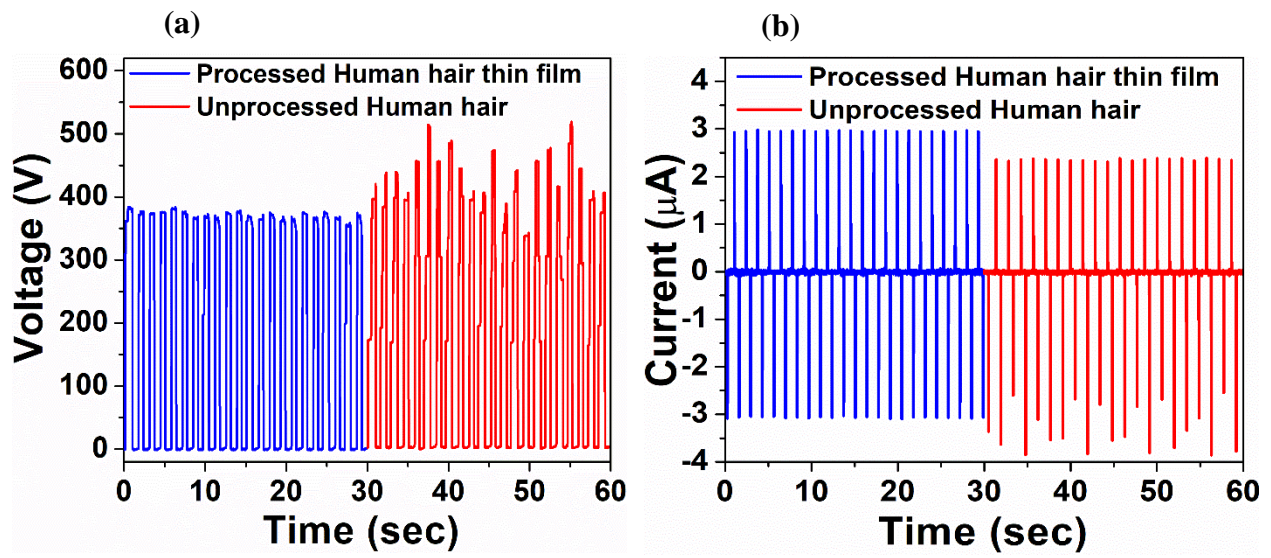 (a)
Voltage (V)
600
500
400
300
200
100
0
Processed Human hair thin film
Unprocessed Human hair
0 10 20 30 40 50 60
Time (sec)
(b)
Current (μA)
4
3
2
1
0
-1
-2
-3
-4
Processed Human hair thin film
Unprocessed Human hair
0 10 20 30 40 50 60
Time (sec)